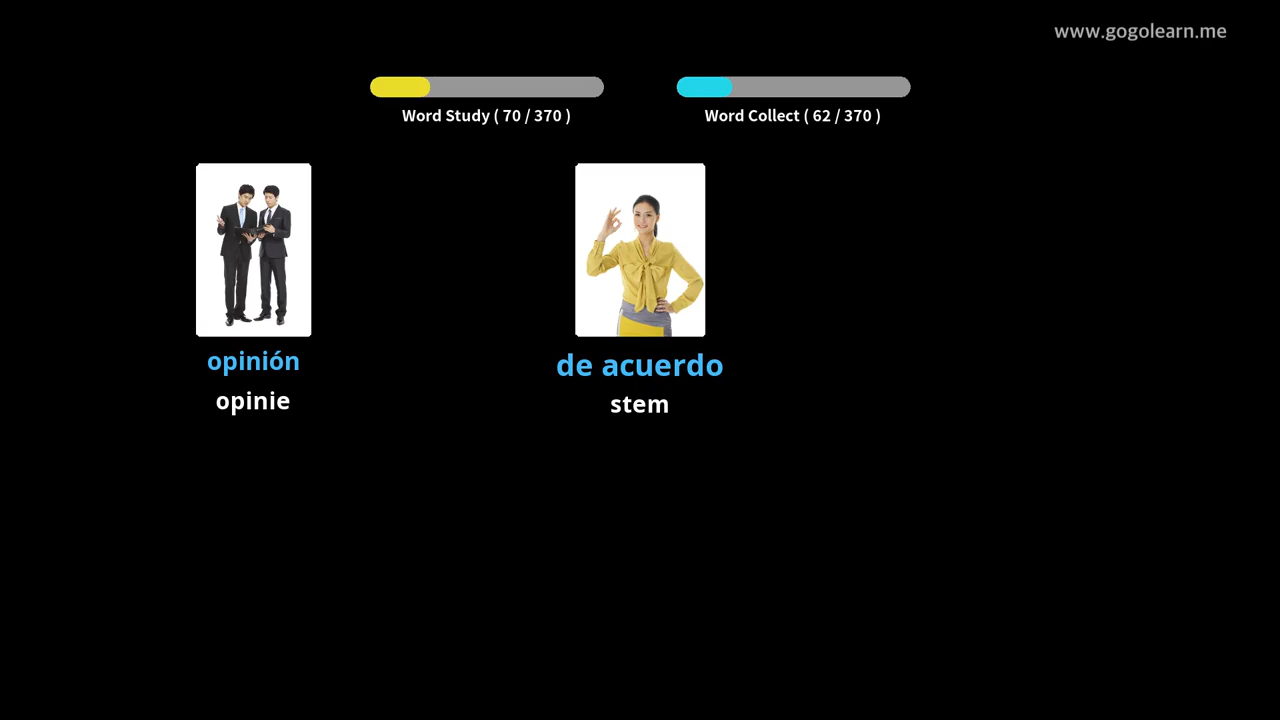 www.gogolearn.me
Word Study ( 70 / 370 )
Word Collect ( 62 / 370 )
opinión
opinie
de acuerdo
stem